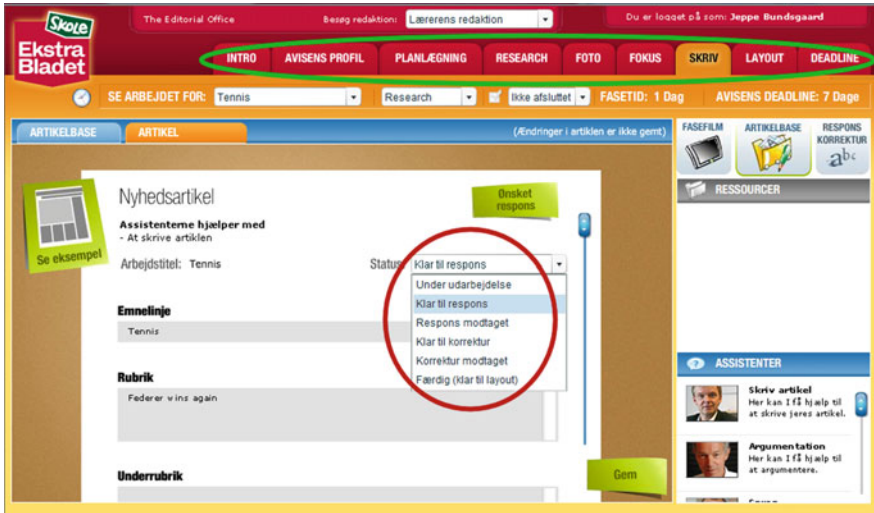 Skole
Ekstra
Bladet
The Editorial Office
Besøg redaktion: Lærerens redaktion
Du er logget på som: Jeppe Bundsgaard
INTRO AVISENS PROFIL PLANLÆGNING RESEARCH FOTO FOKUS SKRIV LAYOUT DEADLINE
SE ARBEJDET FOR: Tennis Research Ikke afsluttet FASETID: 1 Dag AVISENS DEADLINE: 7 Dage
ARTIKELBASE ARTIKEL (Ændringer i artiklen er ikke gemt)
FASEFILM ARTIKELBASE RESPONS
KORREKTUR
abc
RESSOURCER
Nyhedsartikel
Ønsket
respons
Assistenterne hjælper med
- At skrive artiklen
Se eksempel
Arbejdstitel: Tennis
Status: Klar til respons
Under udarbejdelse
Klar til respons
Respons modtaget
Klar til korrektur
Korrektur modtaget
Færdig (klar til layout)
Emnelinje
Tennis
Rubrik
Federer wins again
Underrubrik
Gem
? ASSISTENTER
Skriv artikel
Her kan I få hjælp til
at skrive jeres artikel.
Argumentation
Her kan I få hjælp til
at argumentere.